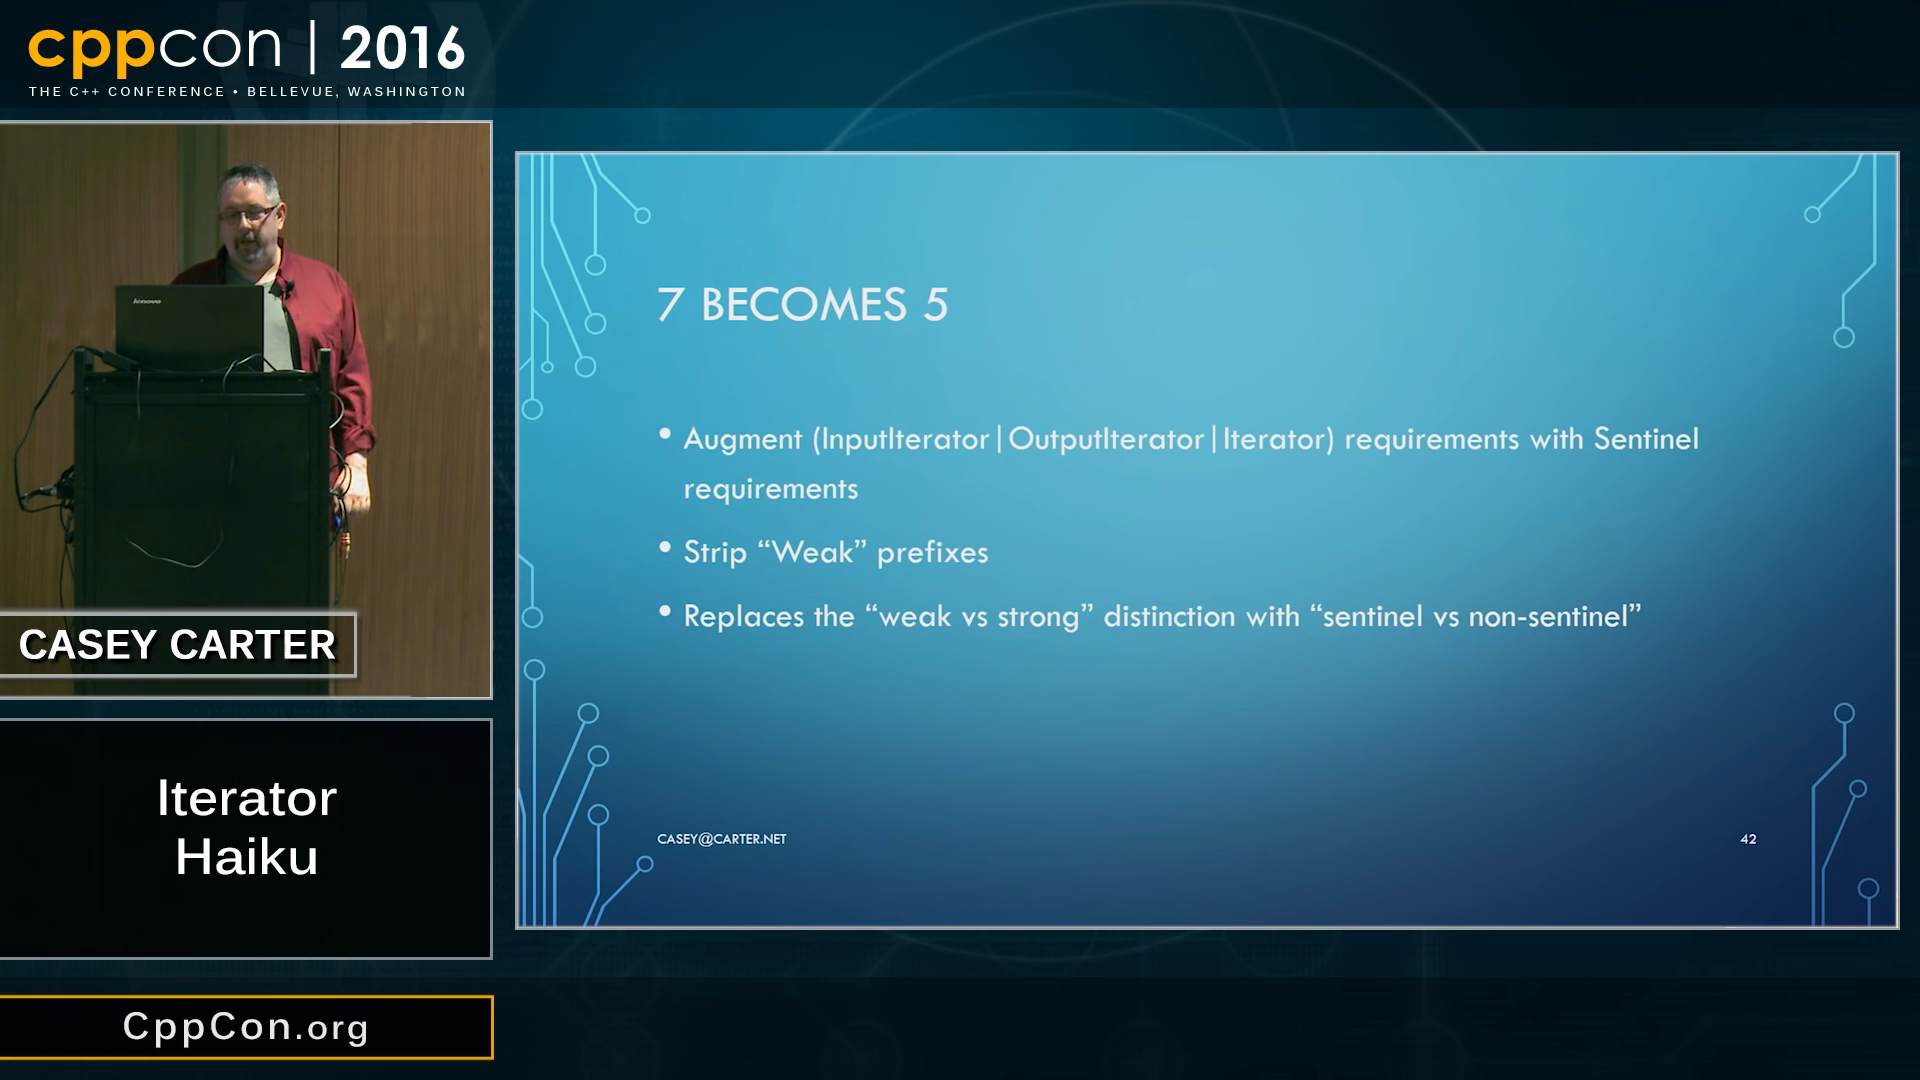 cppcon | 2016
THE C++ CONFERENCE • BELLEVUE, WASHINGTON
lenovo
CASEY CARTER
Iterator
Haiku
CppCon.org
7 BECOMES 5
• Augment (InputIterator|OutputIterator|Iterator) requirements with Sentinel
requirements
• Strip “Weak” prefixes
• Replaces the “weak vs strong” distinction with “sentinel vs non-sentinel”
CASEY@CARTER.NET
42